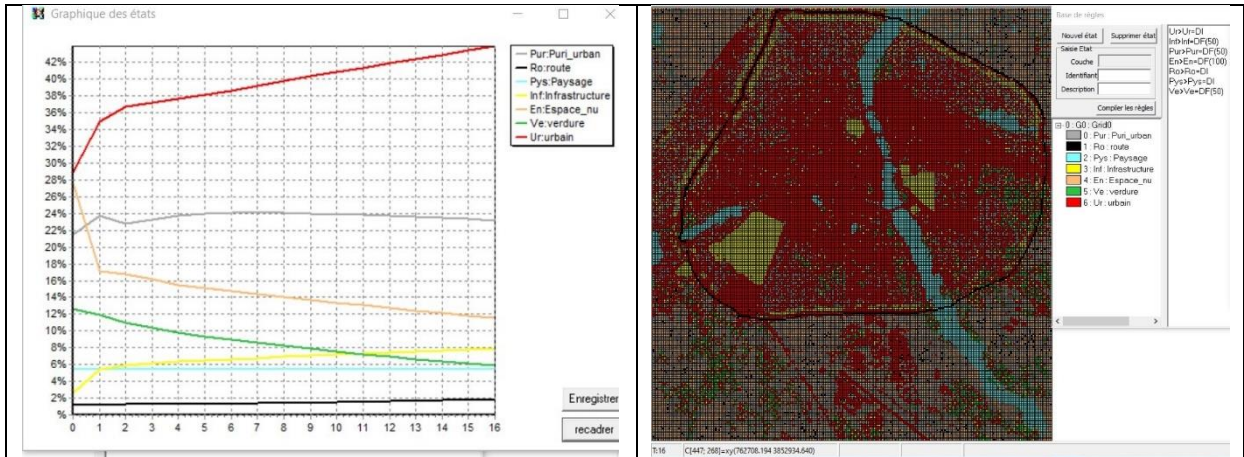 Graphique des états
42%
40%
38%
36%
34%
32%
30%
28%
26%
24%
22%
20%
18%
16%
14%
12%
10%
8%
6%
4%
2%
%
0 1 2 3 4 5 6 7 8 9 10 11 12 13 14 15 16
Pur:Puri_urban
Ro:route
Pys:Paysage
Inf:Infrastructure
En:Espace_nu
Ve:verdure
Ur:urbain
Enregistrer
recadrer
Base de règles
Nouvel état
Supprimer état
Saisie Etat
Couche
Identifiant
Description
Compiler les règles
Ur>Ur=DI
Inf>Inf=DF(50)
Pur>Pur=DF(50)
En>En=DF(100)
Ro>Ro=DI
Pys>Pys=DI
Ve>Ve=DF(50)
0 : G0 : Grid0
0 : Pur : Puri_urban
1 : Ro : route
2 : Pys : Paysage
3 : Inf : Infrastructure
4 : En : Espace_nu
5 : Ve : verdure
6 : Ur : urbain
T:16
C[447; 268]=xy(762708.194 3852934.640)